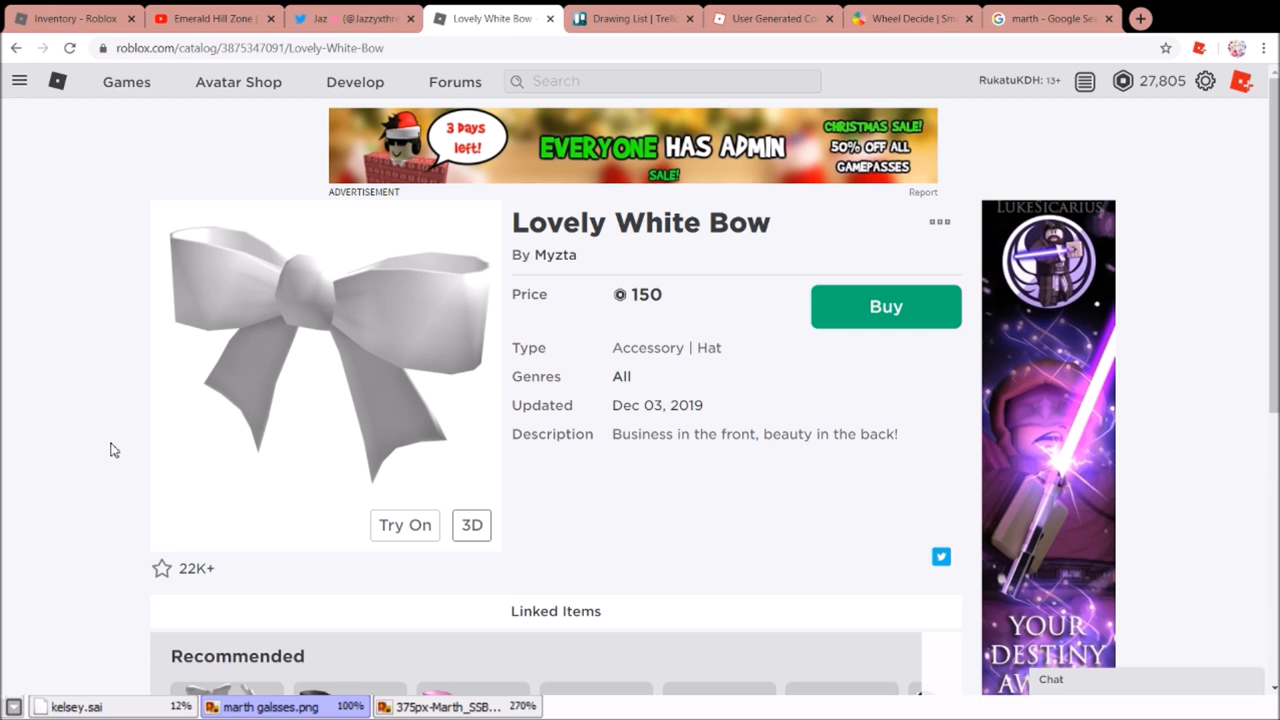 Inventory - Roblox
Emerald Hill Zone |
Jaz (@Jazzyxthre
Lovely White Bow -
Drawing List | Trell
User Generated Co
Wheel Decide | Sm
marth - Google Sea
roblox.com/catalog/3875347091/Lovely-White-Bow
Games Avatar Shop Develop Forums Search RukatuKDH: 13+ 27,805
3 Days left!
EVERYONE HAS ADMIN
SALE!
CHRISTMAS SALE!
50% OFF ALL
GAMEPASSES
ADVERTISEMENT Report
Lovely White Bow
By Myzta
Price 150 Buy
Type Accessory | Hat
Genres All
Updated Dec 03, 2019
Description Business in the front, beauty in the back!
Try On 3D
22K+
Linked Items
Recommended
LUKESICARIUS
YOUR
DESTINY
Chat
kelsey.sai 12% marth galsses.png 100% 375px-Marth_SSB... 270%